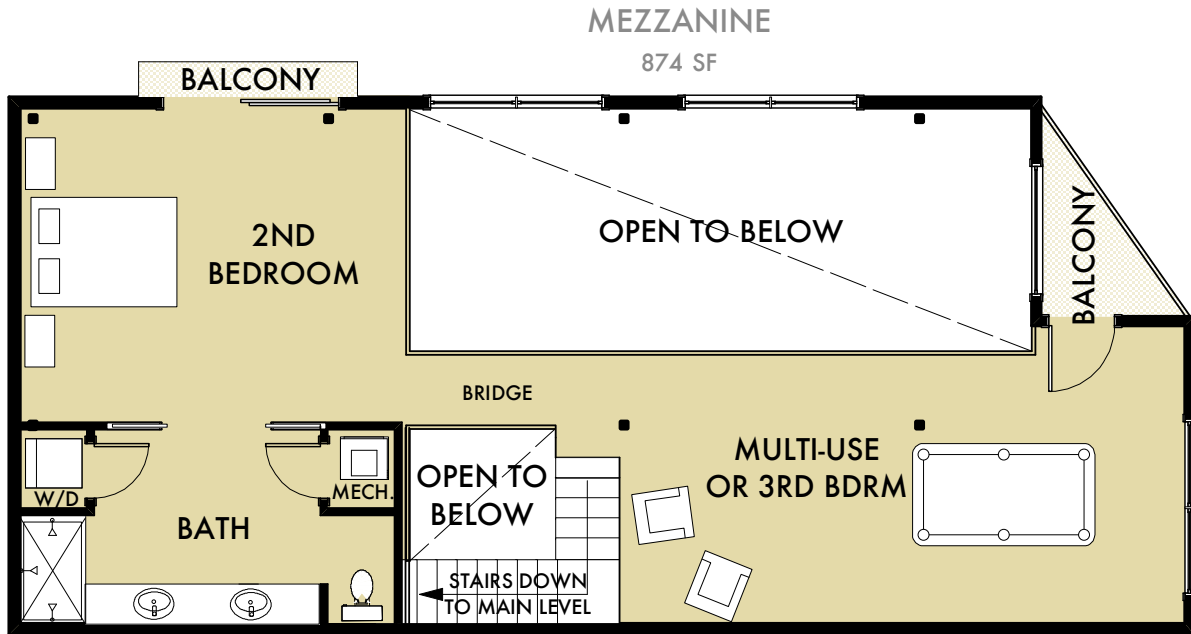 MEZZANINE
874 SF
BALCONY
2ND
BEDROOM
OPEN TO BELOW
BALCONY
BRIDGE
MULTI-USE
OR 3RD BDRM
OPEN TO
BELOW
W/D
MECH.
BATH
STAIRS DOWN
TO MAIN LEVEL